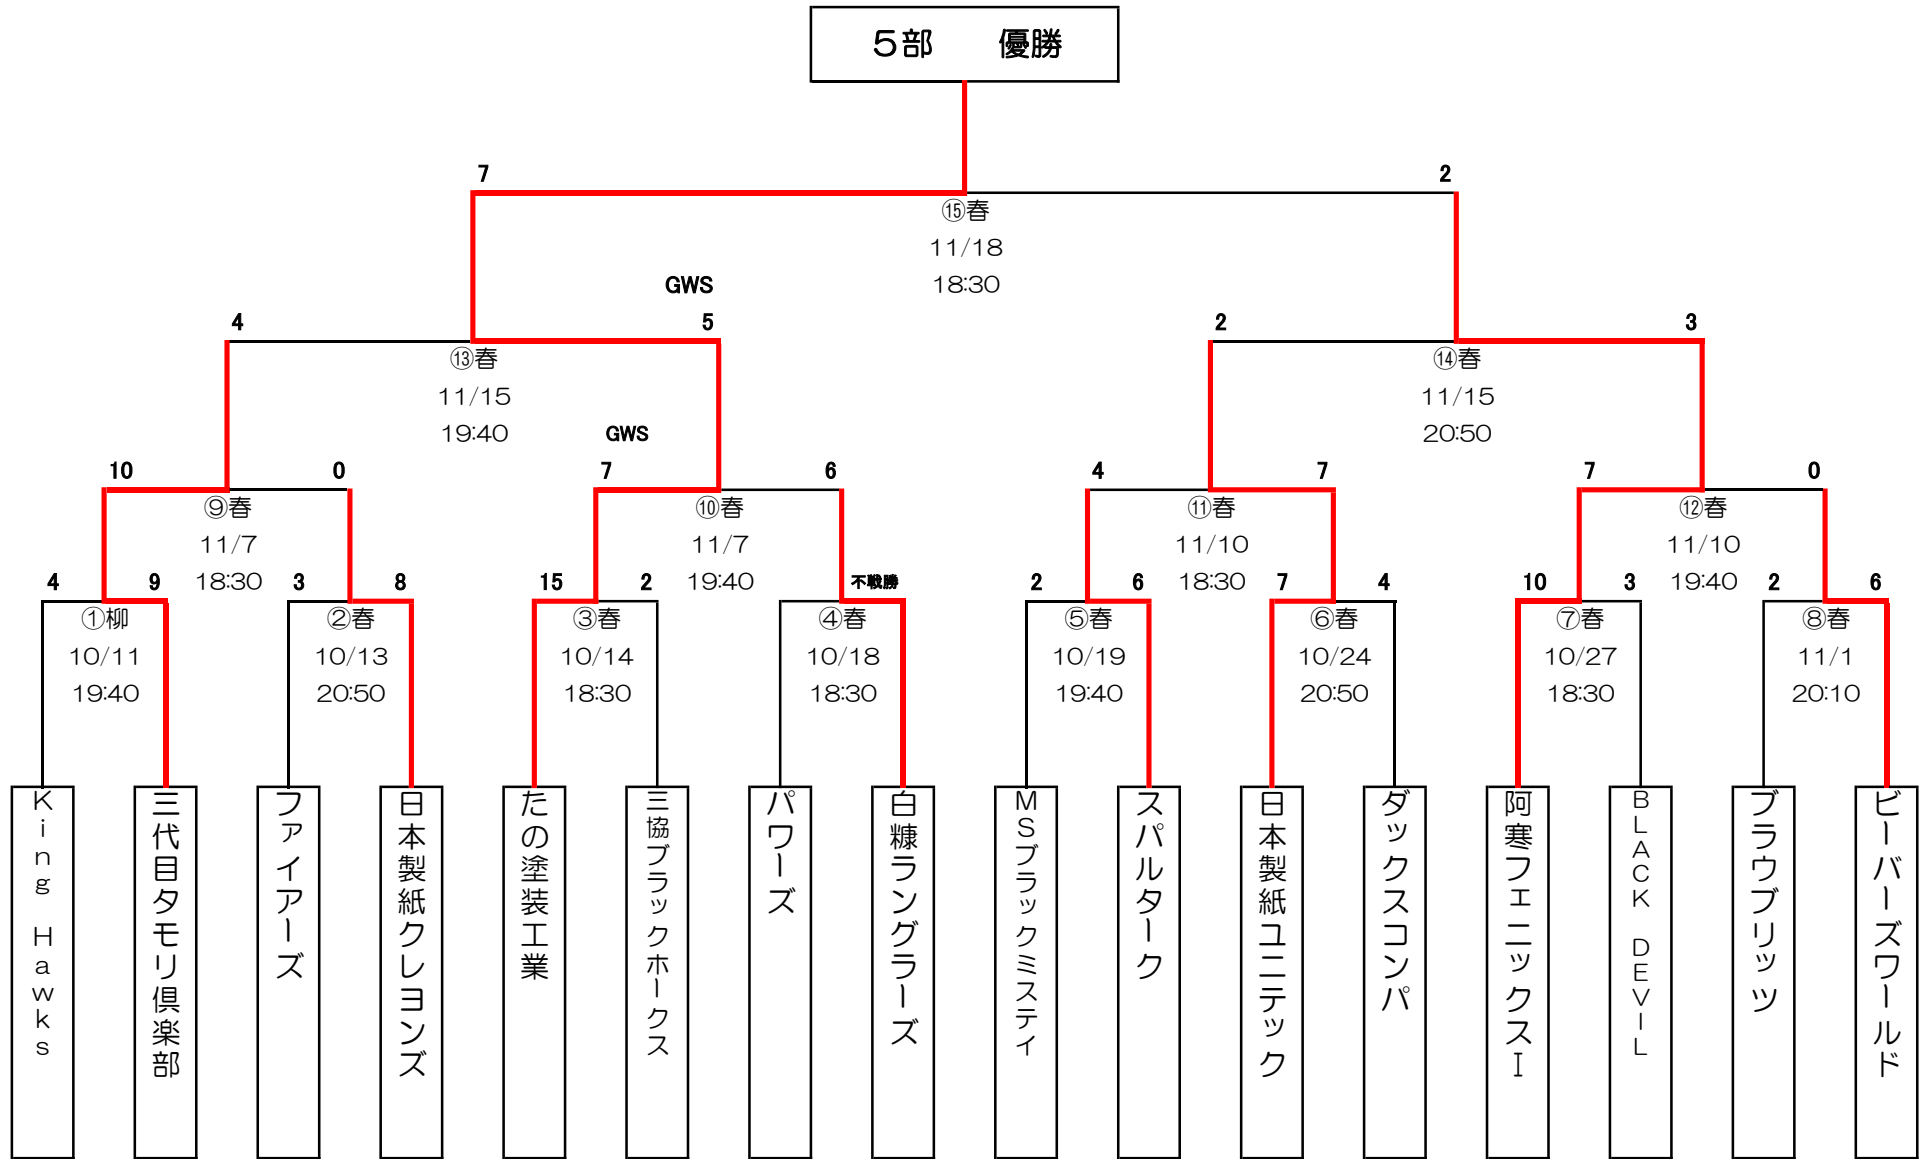 ５部　　優勝
7
2
⑮春
11/18
18:30
GWS
4
5
2
3
⑬春
11/15
19:40
⑭春
11/15
20:50
GWS
10
0
7
6
4
7
7
0
⑨春
11/7
18:30
⑩春
11/7
19:40
⑪春
11/10
18:30
⑫春
11/10
19:40
4
9
3
8
15
2
不戦勝
2
6
7
4
10
3
2
6
①柳
10/11
19:40
②春
10/13
20:50
③春
10/14
18:30
④春
10/18
18:30
⑤春
10/19
19:40
⑥春
10/24
20:50
⑦春
10/27
18:30
⑧春
11/1
20:10
King Hawks
三代目タモリ倶楽部
ファイアーズ
日本製紙クレヨンズ
たの塗装工業
三協ブラックホークス
パワーズ
白糠ラングラーズ
MSブラックミステイ
スパルターク
日本製紙ユニテック
ダックスコンパ
阿寒フェニックスⅠ
BLACK DEVIL
ブラウブリッツ
ビーバーズワールド